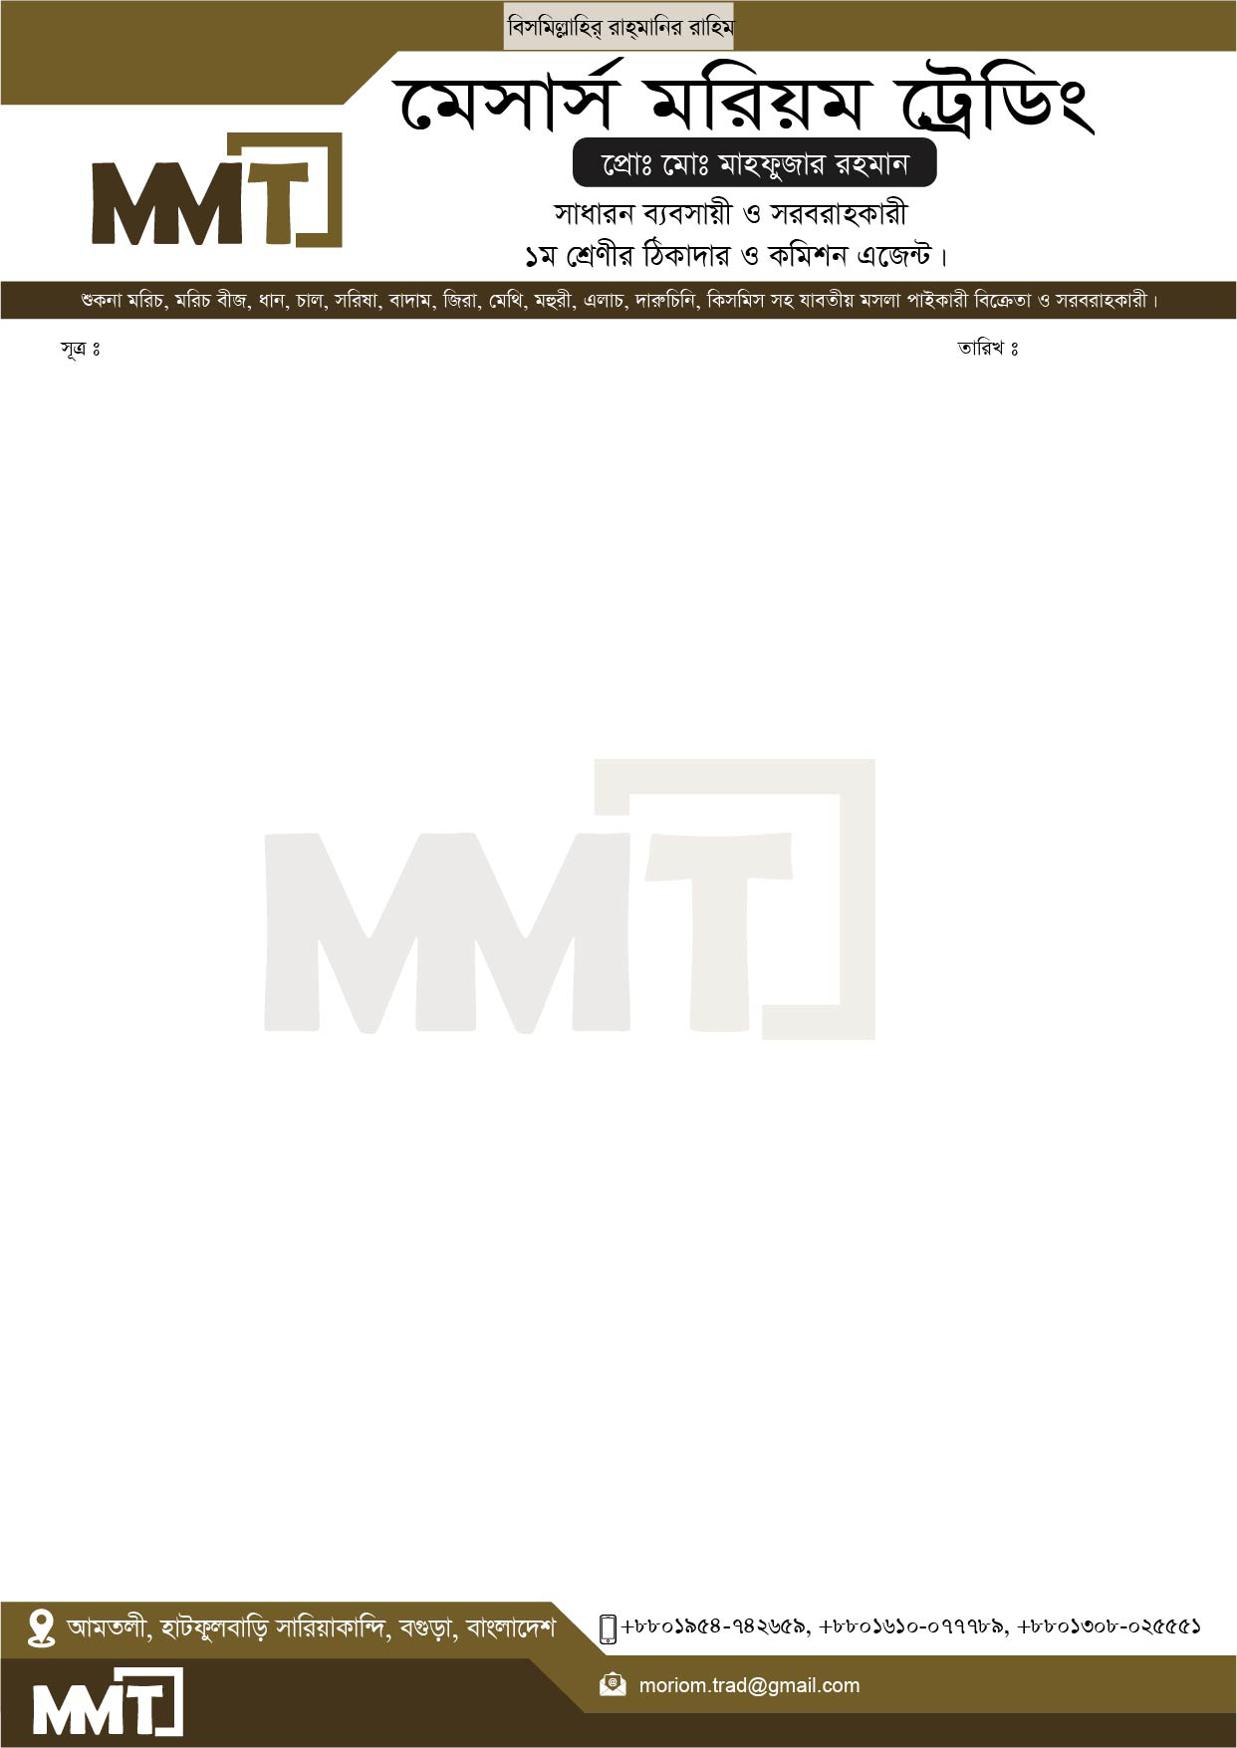 বিসমিল্লাহির্ রাহ্‌মানির রাহিম
মেসার্স মরিয়ম ট্রেডিং
MMT
প্রোঃ মোঃ মাহফুজার রহমান
সাধারন ব্যবসায়ী ও সরবরাহকারী
১ম শ্রেণীর ঠিকাদার ও কমিশন এজেন্ট।
শুকনা মরিচ, মরিচ বীজ, ধান, চাল, সরিষা, বাদাম, জিরা, মেথি, মহুরী, এলাচ, দারুচিনি, কিসমিস সহ যাবতীয় মসলা পাইকারী বিক্রেতা ও সরবরাহকারী।
সূত্র ঃ
তারিখ ঃ
MMT
আমতলী, হাটফুলবাড়ি সারিয়াকান্দি, বগুড়া, বাংলাদেশ
+৮৮০১৯৫৪-৭৪২৬৫৯, +৮৮০১৬১০-০৭৭৭৮৯, +৮৮০১৩০৮-০২৫৫৫১
moriom.trad@gmail.com
MMT